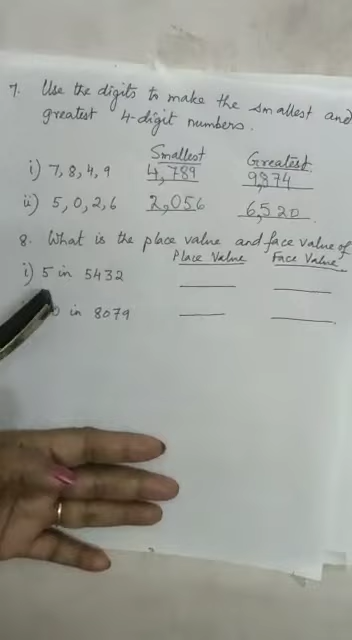 7. Use the digits to make the smallest and
greatest 4-digit numbers.
Smallest Greatest
i) 7, 8, 4, 9 4,789 9,874
ii) 5, 0, 2, 6 2,056 6,520
8. What is the place value and face value of
Place Value Face Value
i) 5 in 5432
in 8079